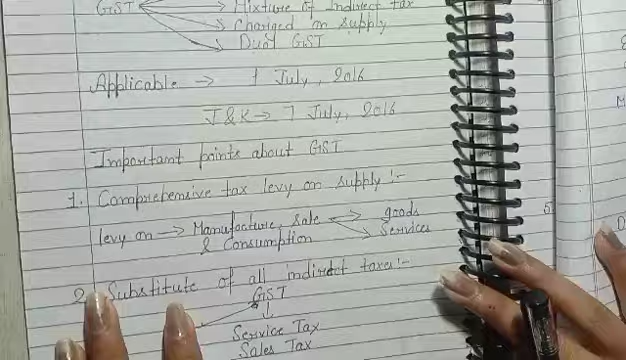 GST → Mixture of Indirect tax
→ Charged on supply
→ Dual GST
Applicable → 1 July, 2016
J&K → 7 July, 2016
Important points about GST
1. Comprehensive tax levy on supply :-
levy on → Manufacture, sale & Consumption → goods
→ Services
2. Substitute of all indirect taxes :-
GST
↓
Service Tax
Sales Tax
5